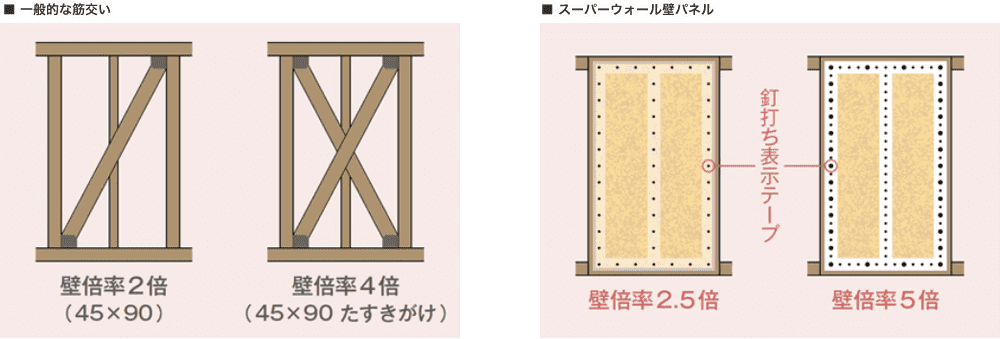 ■ 一般的な筋交い
壁倍率2倍
(45×90)
壁倍率4倍
(45×90 たすきがけ)
■ スーパーウォール壁パネル
釘打ち表示テープ
壁倍率2.5倍
壁倍率5倍